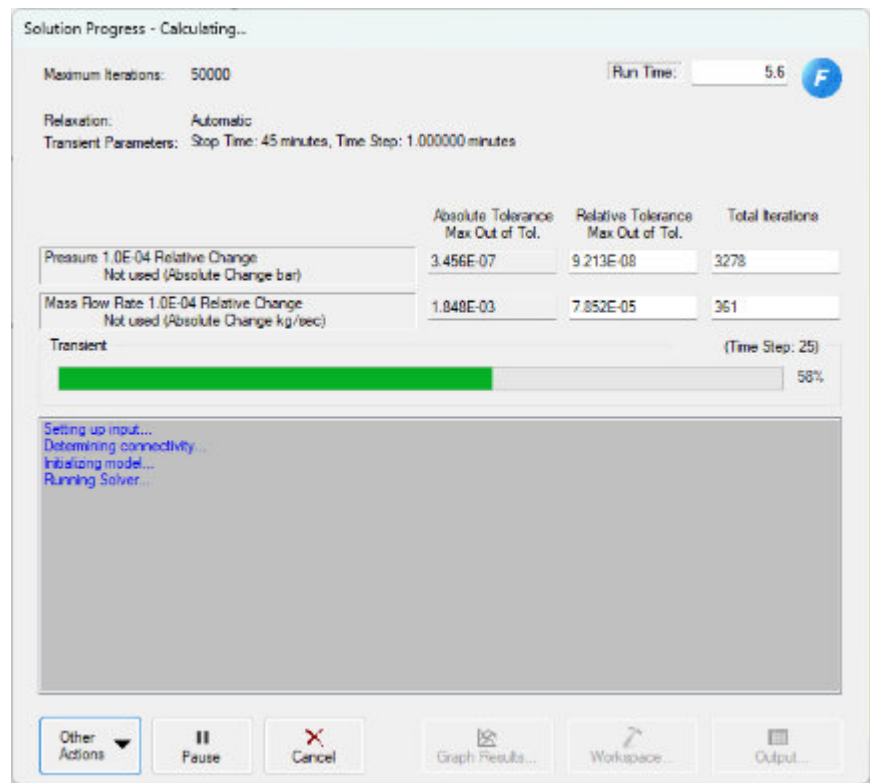 Solution Progress - Calculating...
Maximum Iterations: 50000
Run Time: 5.6
F
Relaxation: Automatic
Transient Parameters: Stop Time: 45 minutes, Time Step: 1.000000 minutes
Absolute Tolerance Relative Tolerance Total Iterations
Max Out of Tol. Max Out of Tol.
Pressure 1.0E-04 Relative Change
Not used (Absolute Change bar)
3.456E-07 9.213E-08 3278
Mass Flow Rate 1.0E-04 Relative Change
Not used (Absolute Change kg/sec)
1.848E-03 7.852E-05 361
Transient (Time Step: 25)
58%
Setting up input...
Determining connectivity...
Initializing model...
Running Solver...
Other Actions
Pause
Cancel
Graph Results...
Workspace...
Output...